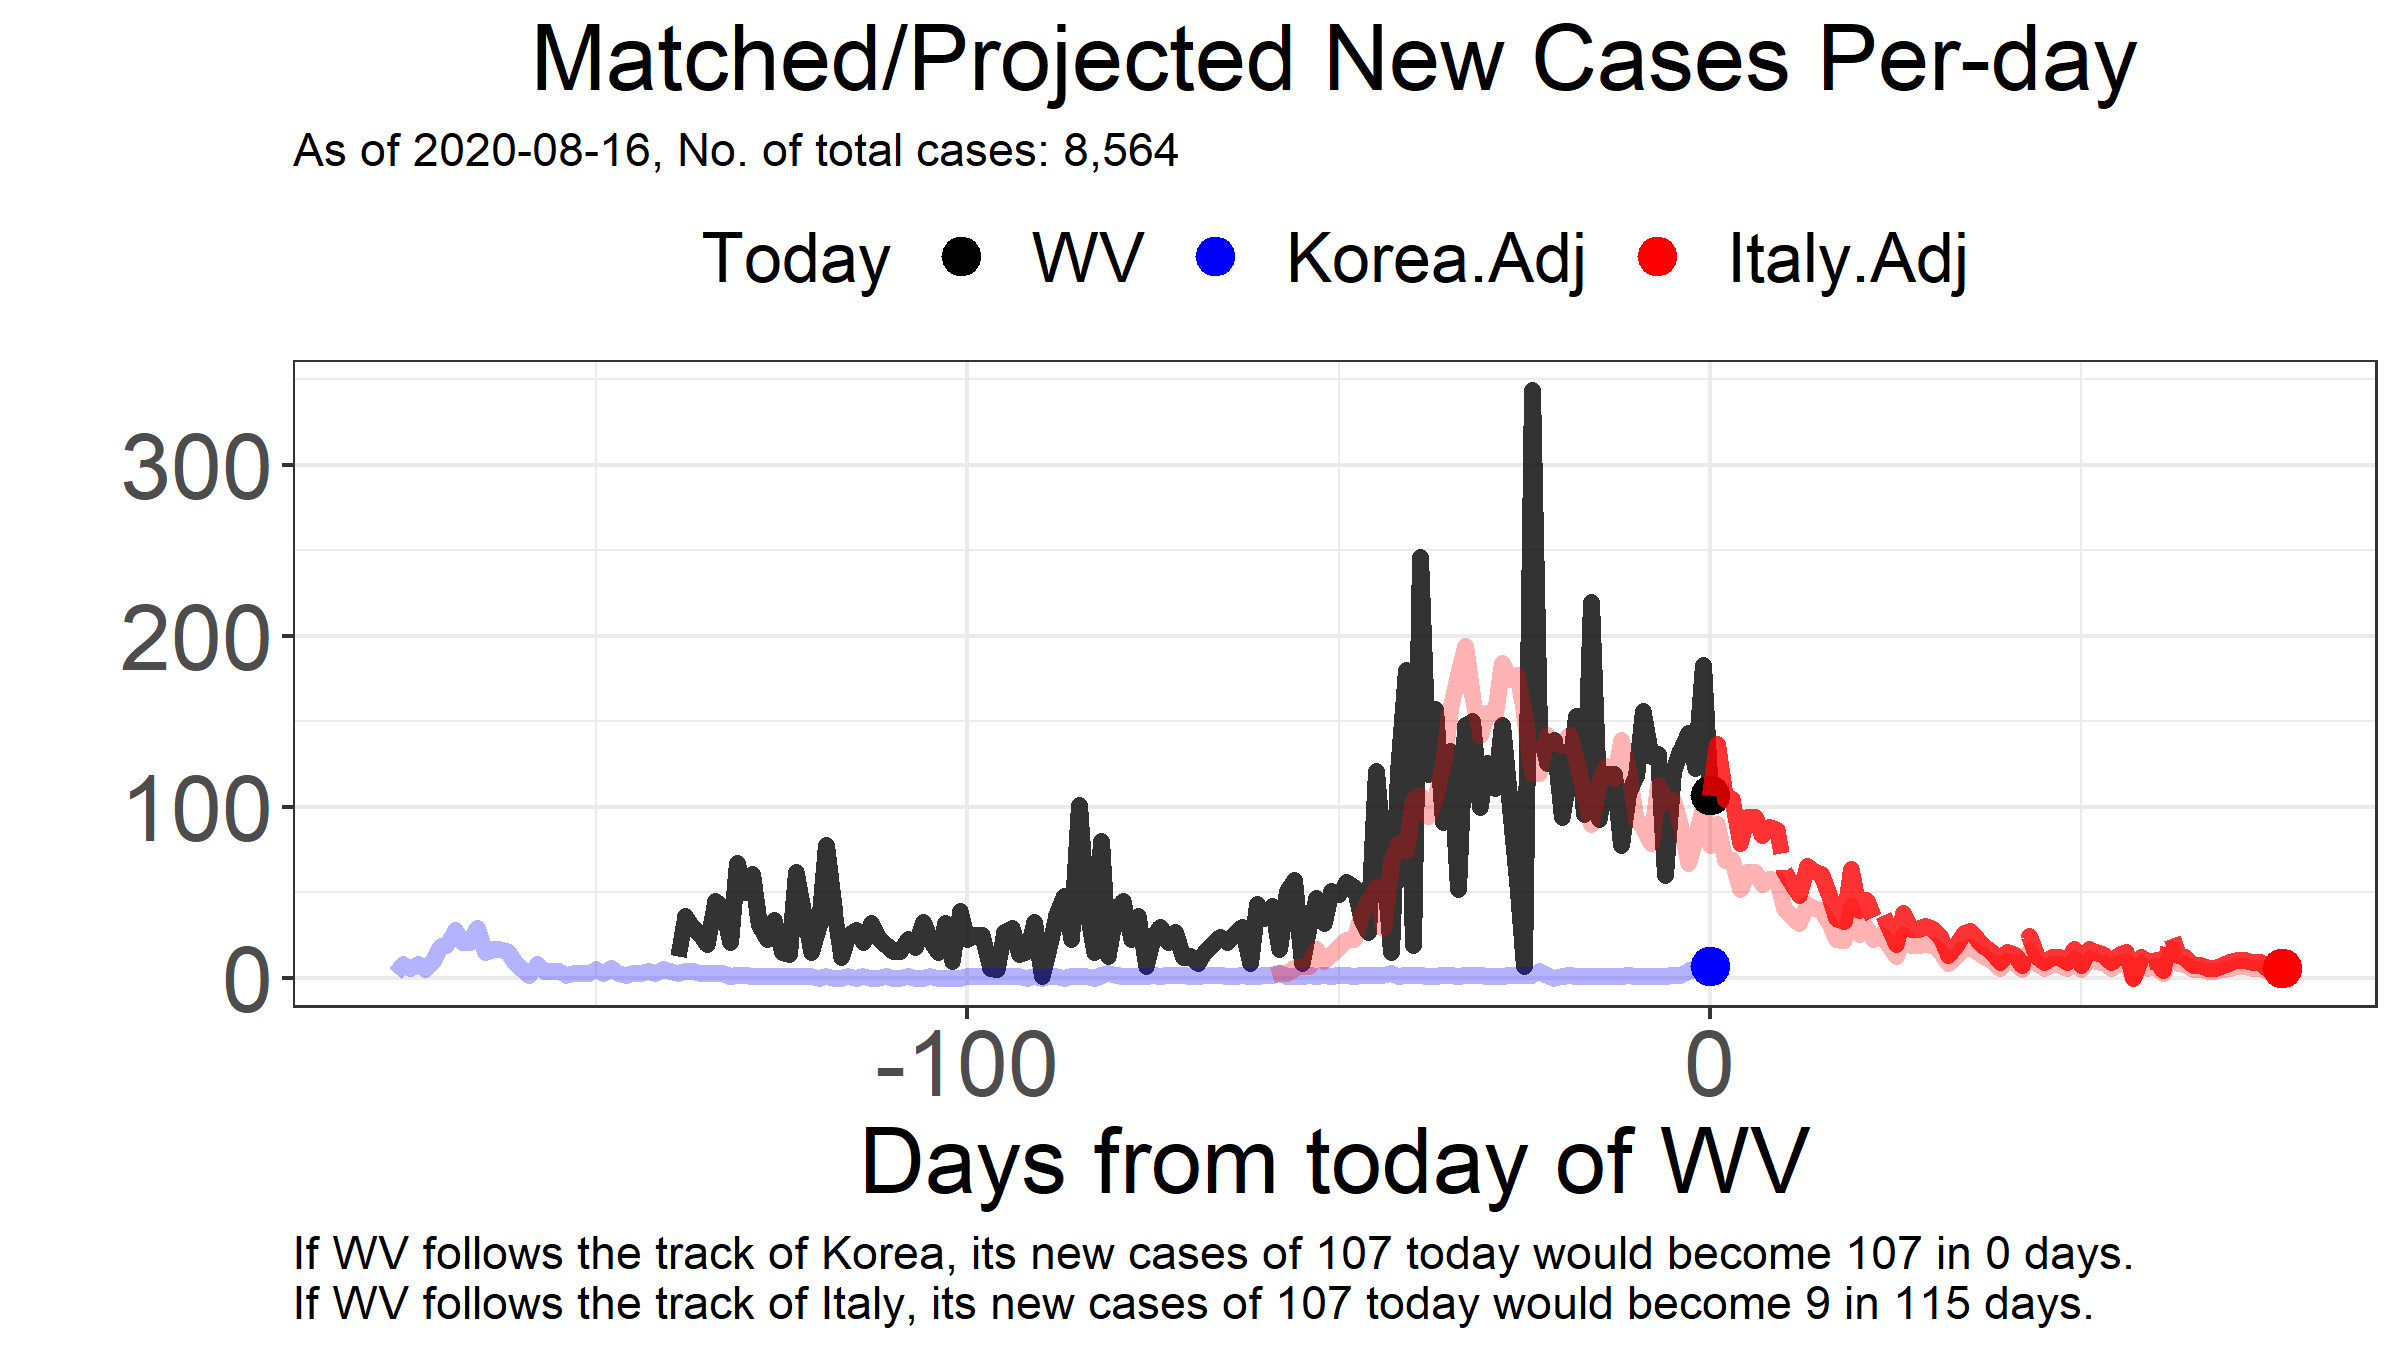 Matched/Projected New Cases Per-day
As of 2020-08-16, No. of total cases: 8,564
Today WV Korea.Adj Italy.Adj
300
200
100
0
-100 0
Days from today of WV
If WV follows the track of Korea, its new cases of 107 today would become 107 in 0 days.
If WV follows the track of Italy, its new cases of 107 today would become 9 in 115 days.